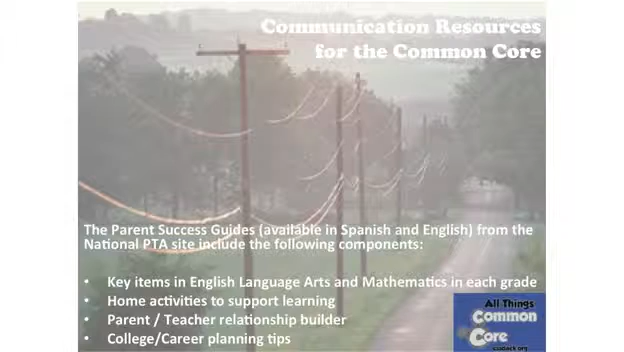 Communication Resources
for the Common Core
The Parent Success Guides (available in Spanish and English) from the
National PTA site include the following components:
• Key items in English Language Arts and Mathematics in each grade
• Home activities to support learning
• Parent / Teacher relationship builder
• College/Career planning tips
All Things
Common
Core